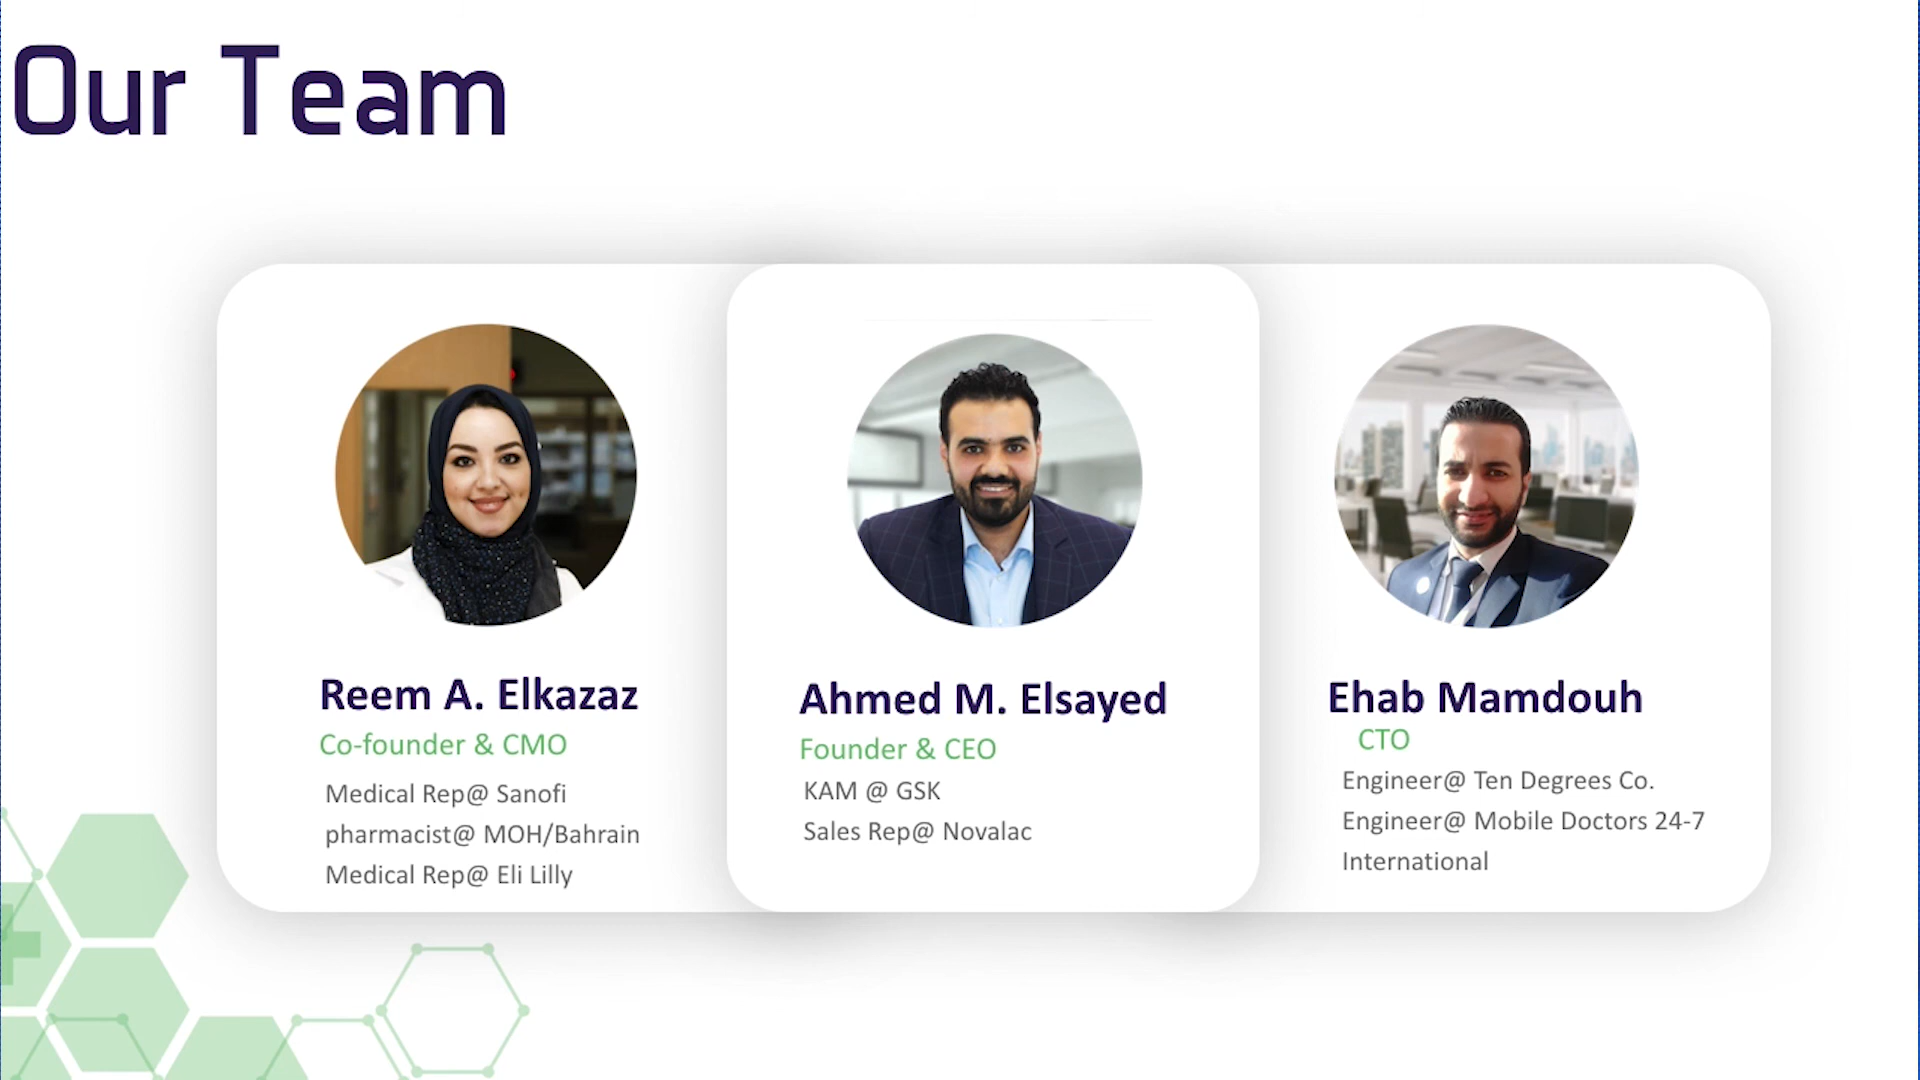 Our Team
Reem A. Elkazaz
Co-founder & CMO
Medical Rep@ Sanofi
pharmacist@ MOH/Bahrain
Medical Rep@ Eli Lilly
Ahmed M. Elsayed
Founder & CEO
KAM @ GSK
Sales Rep@ Novalac
Ehab Mamdouh
CTO
Engineer@ Ten Degrees Co.
Engineer@ Mobile Doctors 24-7
International